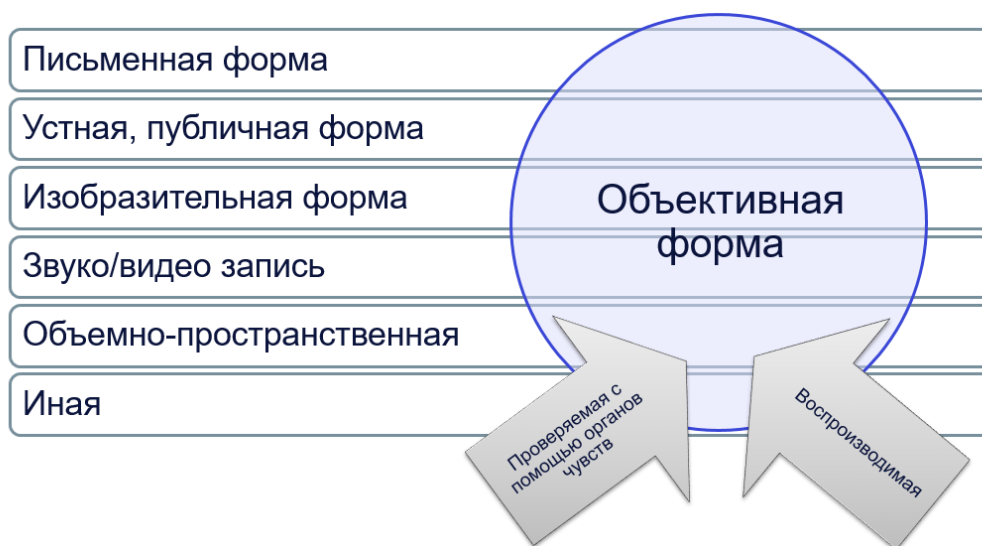 Письменная форма
Устная, публичная форма
Изобразительная форма
Звуко/видео запись
Объемно-пространственная
Иная
Объективная
форма
Проверяемая с
помощью органов
чувств
Воспроизводимая